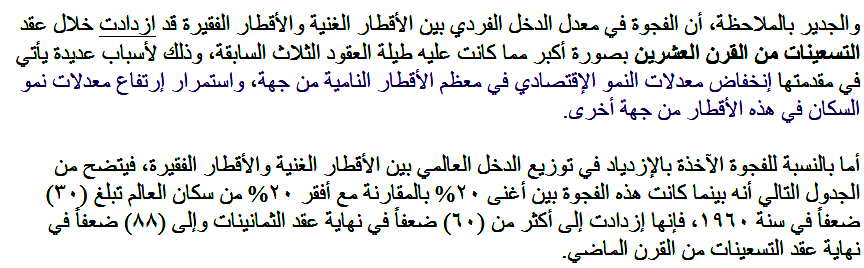 والجدير بالملاحظة، أن الفجوة في معدل الدخل الفردي بين الأقطار الغنية والأقطار الفقيرة قد ازدادت خلال عقد
التسعينات من القرن العشرين بصورة أكبر مما كانت عليه طيلة العقود الثلاث السابقة، وذلك لأسباب عديدة يأتي
في مقدمتها إنخفاض معدلات النمو الإقتصادي في معظم الأقطار النامية من جهة، واستمرار إرتفاع معدلات نمو
السكان في هذه الأقطار من جهة أخرى.
أما بالنسبة للفجوة الآخذة بالإزدياد في توزيع الدخل العالمي بين الأقطار الغنية والأقطار الفقيرة، فيتضح من
الجدول التالي أنه بينما كانت هذه الفجوة بين أغنى ٢٠% بالمقارنة مع أفقر ٢٠% من سكان العالم تبلغ (٣٠)
ضعفاً في سنة ١٩٦٠، فإنها إزدادت إلى أكثر من (٦٠) ضعفاً في نهاية عقد الثمانينات وإلى (٨٨) ضعفاً في
نهاية عقد التسعينات من القرن الماضي.